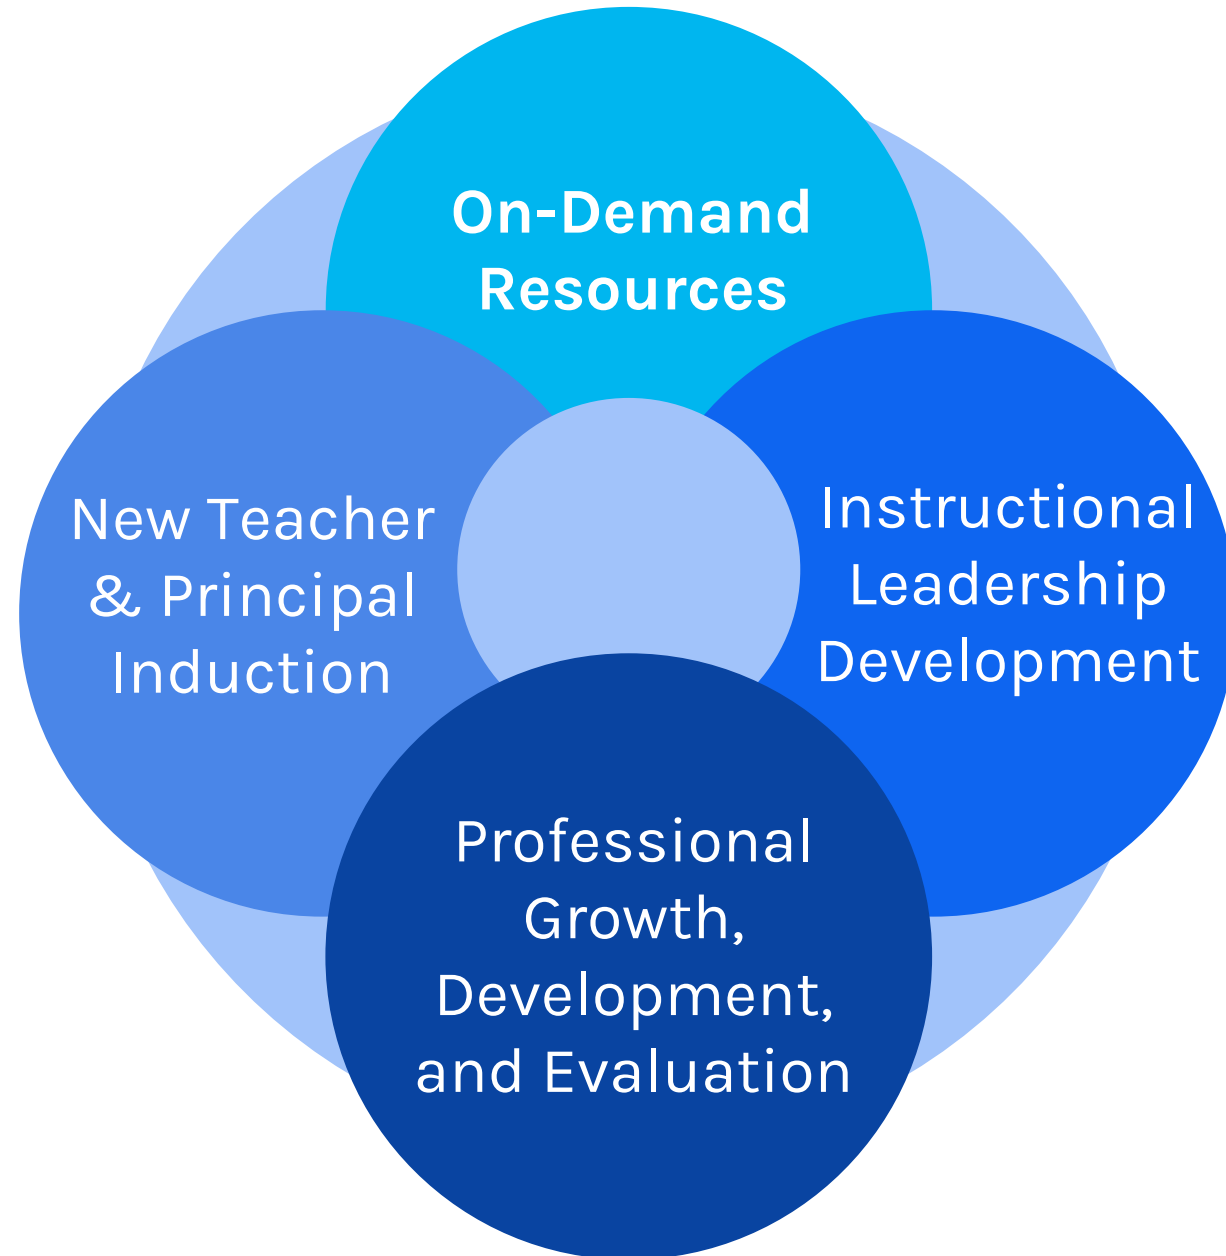 On-Demand
Resources
New Teacher
& Principal
Induction
Instructional
Leadership
Development
Professional
Growth,
Development,
and Evaluation